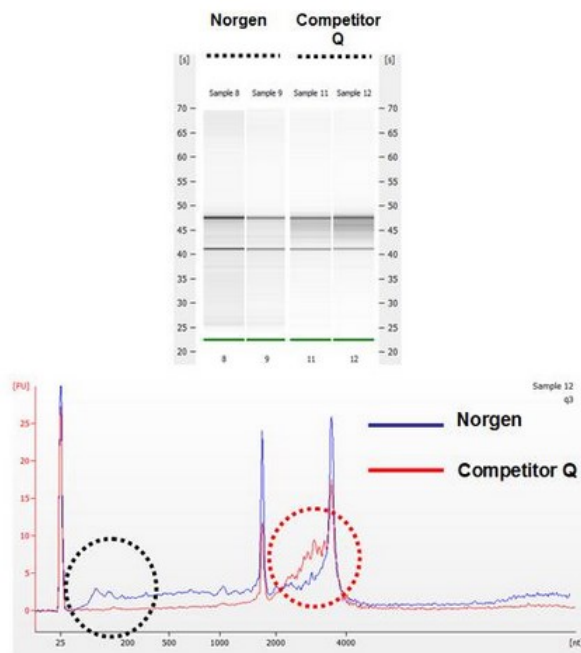 Norgen Competitor Q
[s] [s]
Sample 8 Sample 9 Sample 11 Sample 12
70 70
65 65
60 60
55 55
50 50
45 45
40 40
35 35
30 30
25 25
20 20
8 9 11 12
[FU] Sample 12
q3
25
20
15
10
5
0
Norgen
Competitor Q
25 200 500 1000 2000 4000 [nt